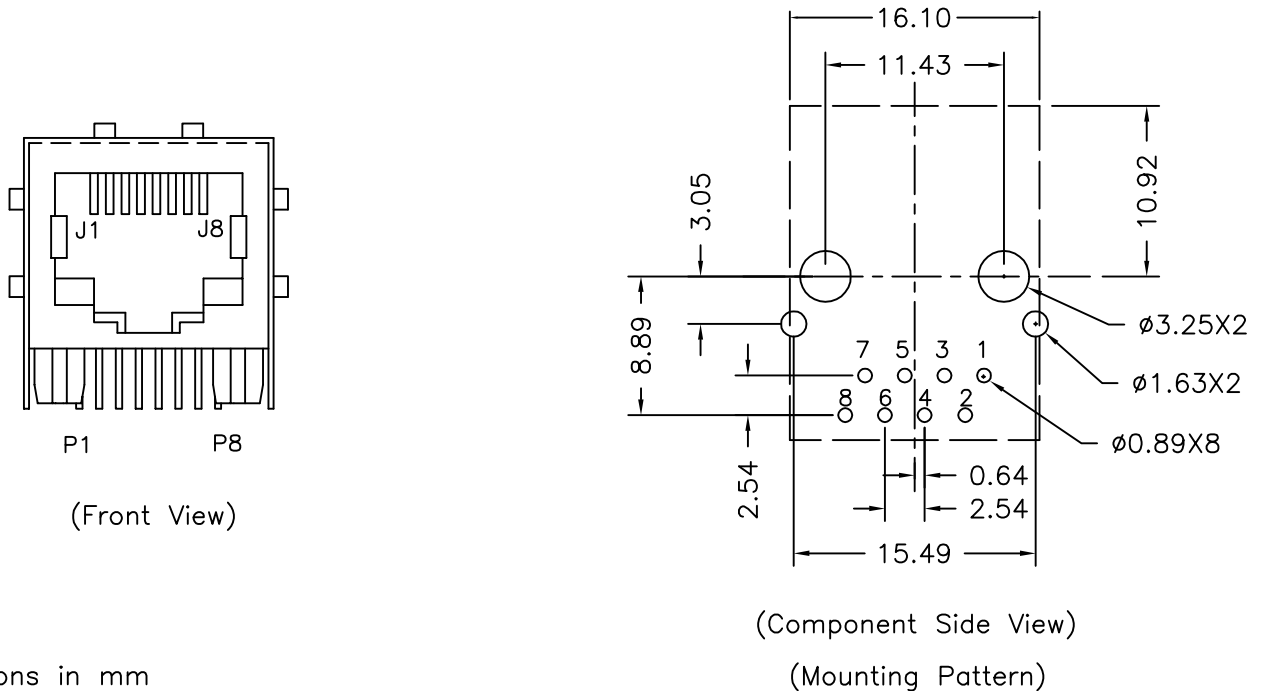 16.10
11.43
10.92
3.05
J1 J8
8.89
ø3.25X2
7 5 3 1
ø1.63X2
8 6 4 2
P1 P8
ø0.89X8
2.54
0.64
2.54
(Front View)
15.49
(Component Side View)
ons in mm
(Mounting Pattern)